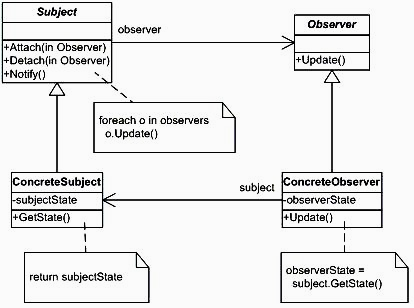 Subject
+Attach(in Observer)
+Detach(in Observer)
+Notify()
observer
Observer
+Update()
foreach o in observers
o.Update()
ConcreteSubject
-subjectState
+GetState()
subject
ConcreteObserver
-observerState
+Update()
return subjectState
observerState =
subject.GetState()